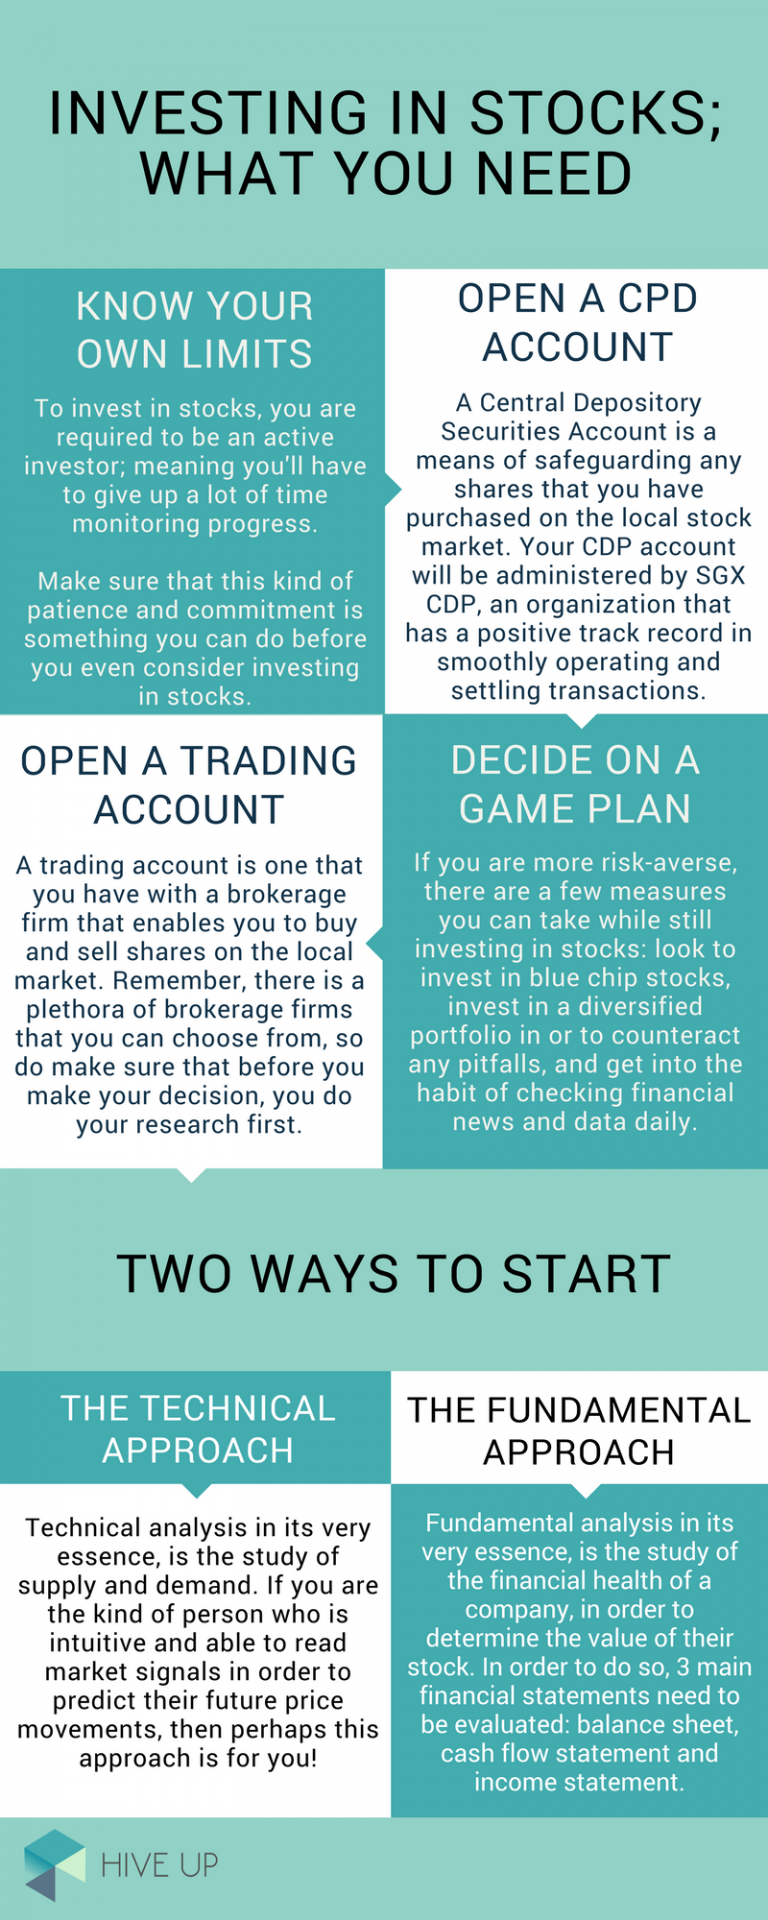 INVESTING IN STOCKS;
WHAT YOU NEED
KNOW YOUR
OWN LIMITS
To invest in stocks, you are
required to be an active
investor; meaning you'll have
to give up a lot of time
monitoring progress.
Make sure that this kind of
patience and commitment is
something you can do before
you even consider investing
in stocks.
OPEN A CPD
ACCOUNT
A Central Depository
Securities Account is a
means of safeguarding any
shares that you have
purchased on the local stock
market. Your CDP account
will be administered by SGX
CDP, an organization that
has a positive track record in
smoothly operating and
settling transactions.
OPEN A TRADING
ACCOUNT
A trading account is one that
you have with a brokerage
firm that enables you to buy
and sell shares on the local
market. Remember, there is a
plethora of brokerage firms
that you can choose from, so
do make sure that before you
make your decision, you do
your research first.
DECIDE ON A
GAME PLAN
If you are more risk-averse,
there are a few measures
you can take while still
investing in stocks: look to
invest in blue chip stocks,
invest in a diversified
portfolio in or to counteract
any pitfalls, and get into the
habit of checking financial
news and data daily.
TWO WAYS TO START
THE TECHNICAL
APPROACH
Technical analysis in its very
essence, is the study of
supply and demand. If you are
the kind of person who is
intuitive and able to read
market signals in order to
predict their future price
movements, then perhaps this
approach is for you!
THE FUNDAMENTAL
APPROACH
Fundamental analysis in its
very essence, is the study of
the financial health of a
company, in order to
determine the value of their
stock. In order to do so, 3 main
financial statements need to
be evaluated: balance sheet,
cash flow statement and
income statement.
HIVE UP